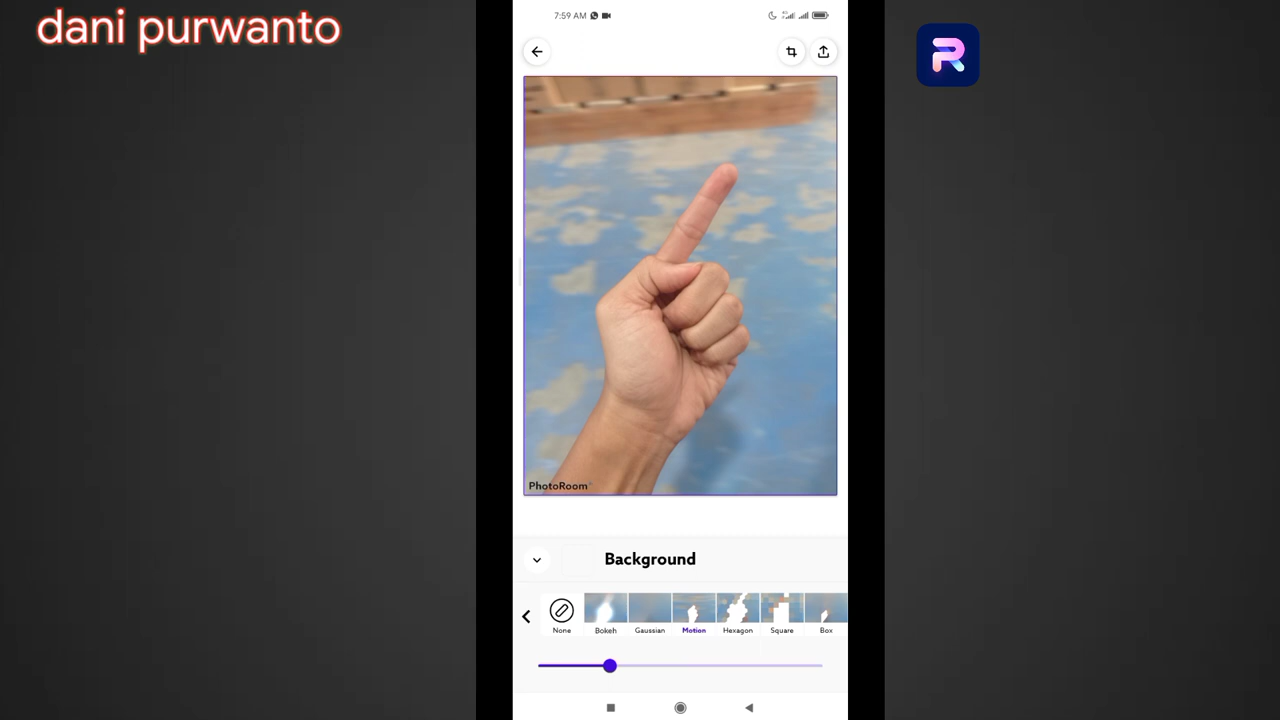 dani purwanto
7:59 AM
PhotoRoom
Background
None Bokeh Gaussian Motion Hexagon Square Box